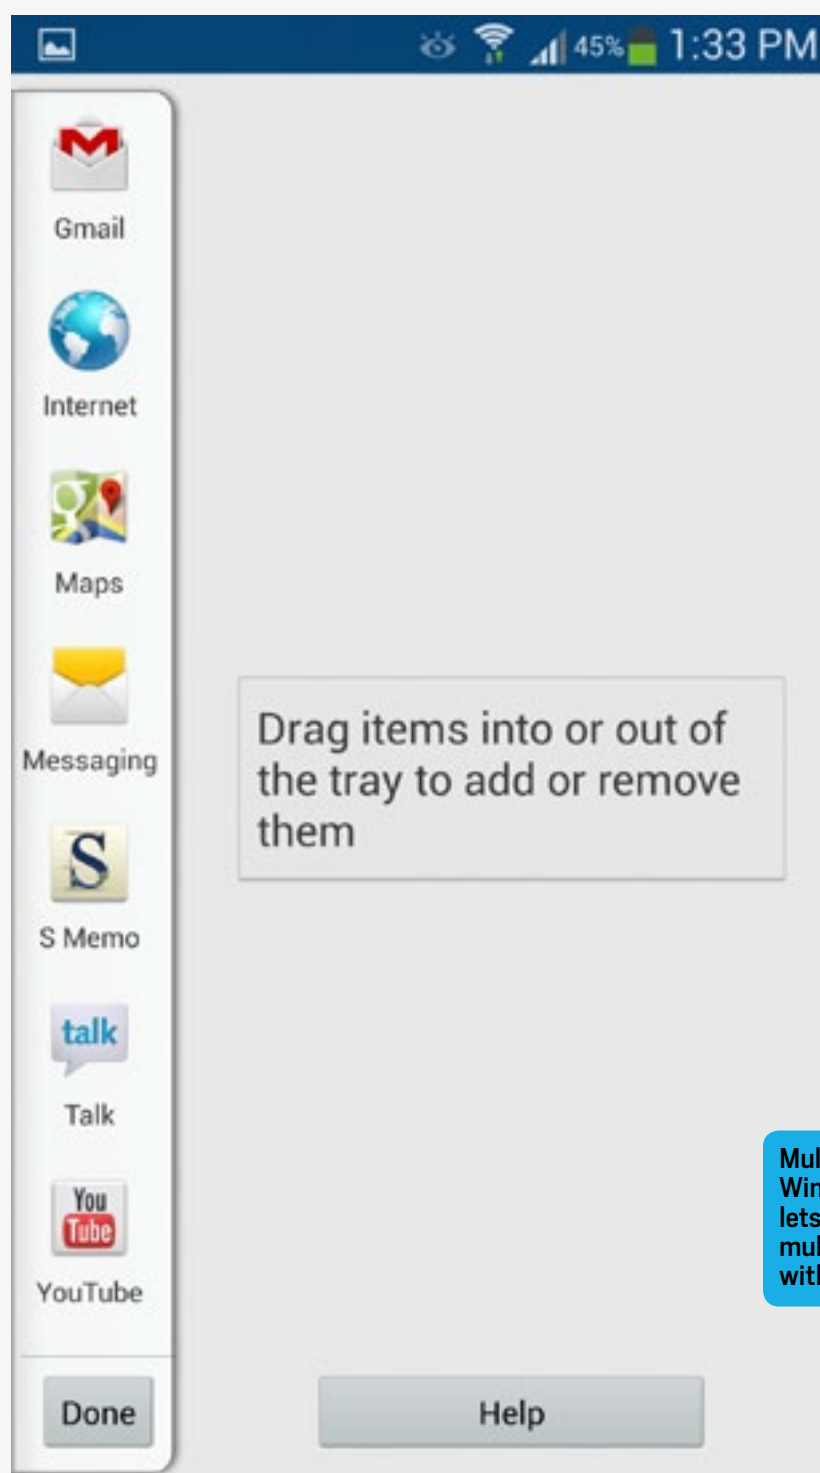 45% 1:33 PM
Gmail
Internet
Maps
Messaging
S
S Memo
talk
Talk
You
Tube
YouTube
Done
Drag items into or out of
the tray to add or remove
them
Help
lets